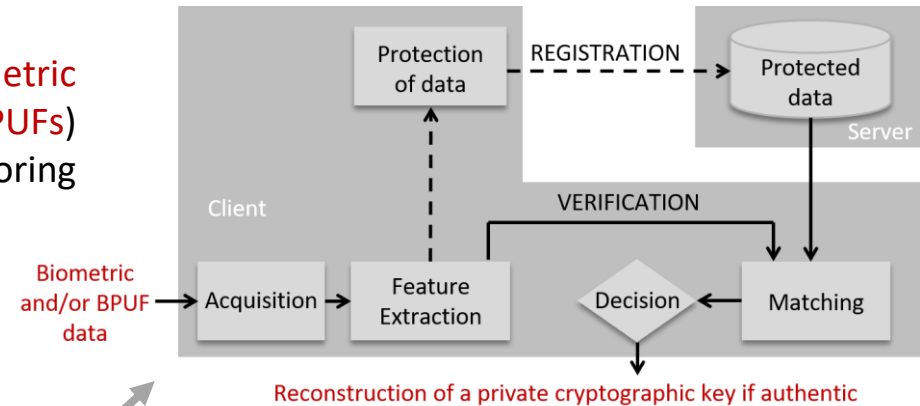 etric
PUFs)
oring
Protection
of data
REGISTRATION
Protected
data
Server
Client
VERIFICATION
Biometric
and/or BPUF
data
Acquisition
Feature
Extraction
Decision
Matching
Reconstruction of a private cryptographic key if authentic